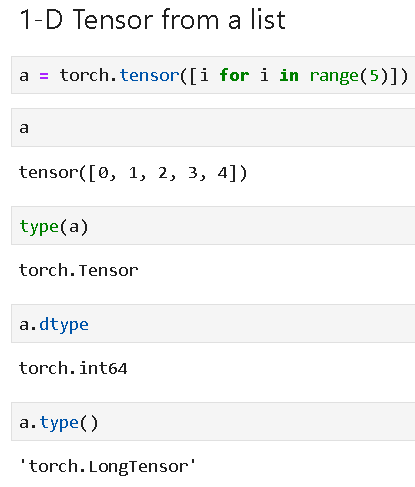 1-D Tensor from a list
a = torch.tensor([i for i in range(5)])
a
tensor([0, 1, 2, 3, 4])
type(a)
torch.Tensor
a.dtype
torch.int64
a.type()
'torch.LongTensor'